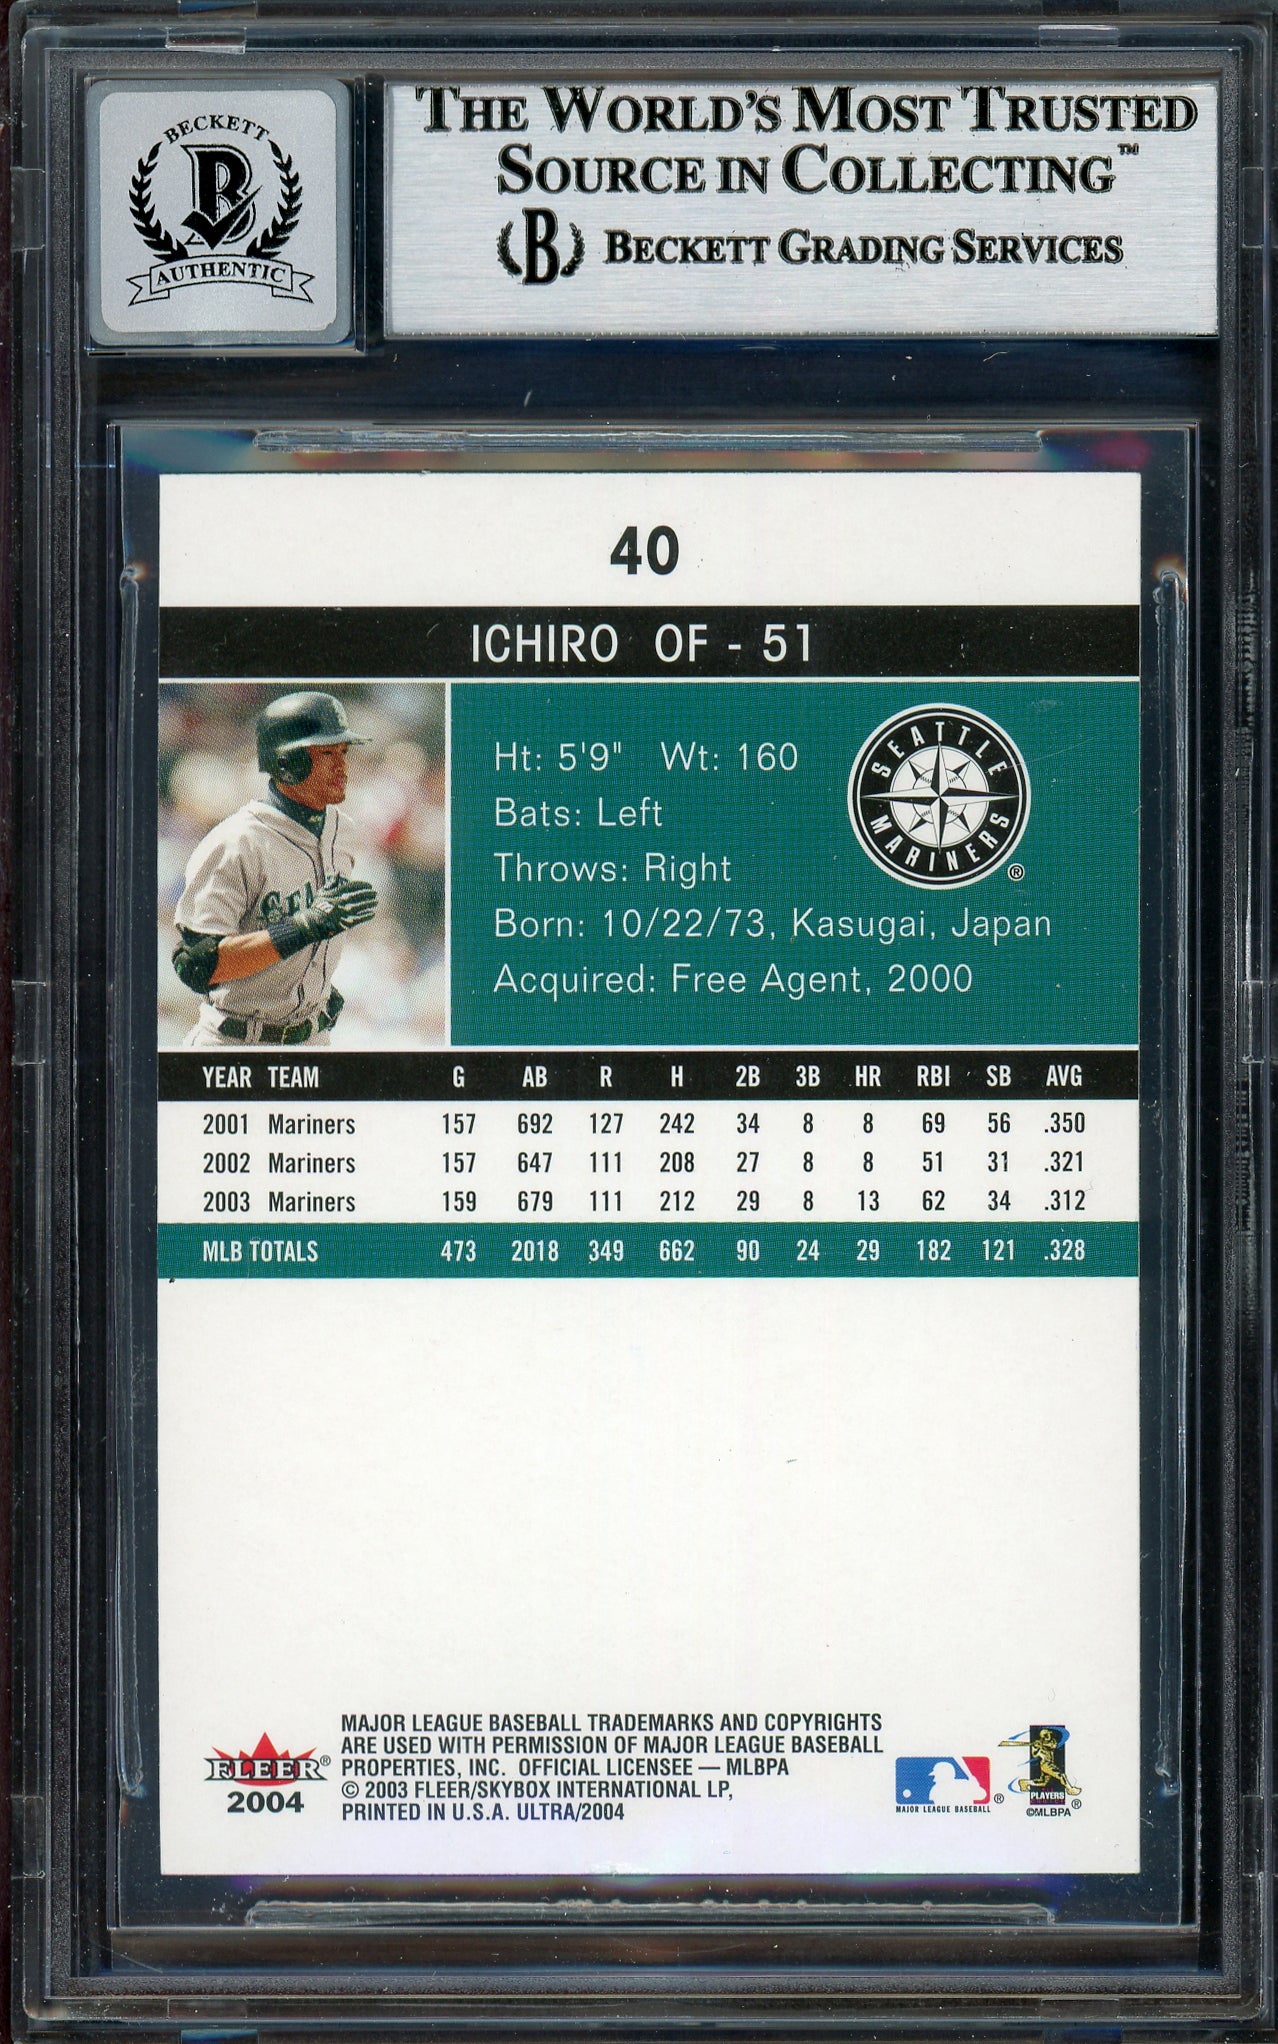 BECKETT
B
AUTHENTIC
THE WORLD'S MOST TRUSTED
SOURCE IN COLLECTING™
B BECKETT GRADING SERVICES
40
ICHIRO OF - 51
Ht: 5'9" Wt: 160
Bats: Left
Throws: Right
Born: 10/22/73, Kasugai, Japan
Acquired: Free Agent, 2000
SEATTLE
MARINERS
®
YEAR TEAM G AB R H 2B 3B HR RBI SB AVG
2001 Mariners 157 692 127 242 34 8 8 69 56 .350
2002 Mariners 157 647 111 208 27 8 8 51 31 .321
2003 Mariners 159 679 111 212 29 8 13 62 34 .312
MLB TOTALS 473 2018 349 662 90 24 29 182 121 .328
FLEER®
2004
MAJOR LEAGUE BASEBALL TRADEMARKS AND COPYRIGHTS
ARE USED WITH PERMISSION OF MAJOR LEAGUE BASEBALL
PROPERTIES, INC. OFFICIAL LICENSEE — MLBPA
© 2003 FLEER/SKYBOX INTERNATIONAL LP,
PRINTED IN U.S.A. ULTRA/2004
MAJOR LEAGUE BASEBALL ®
PLAYERS
©MLBPA ®